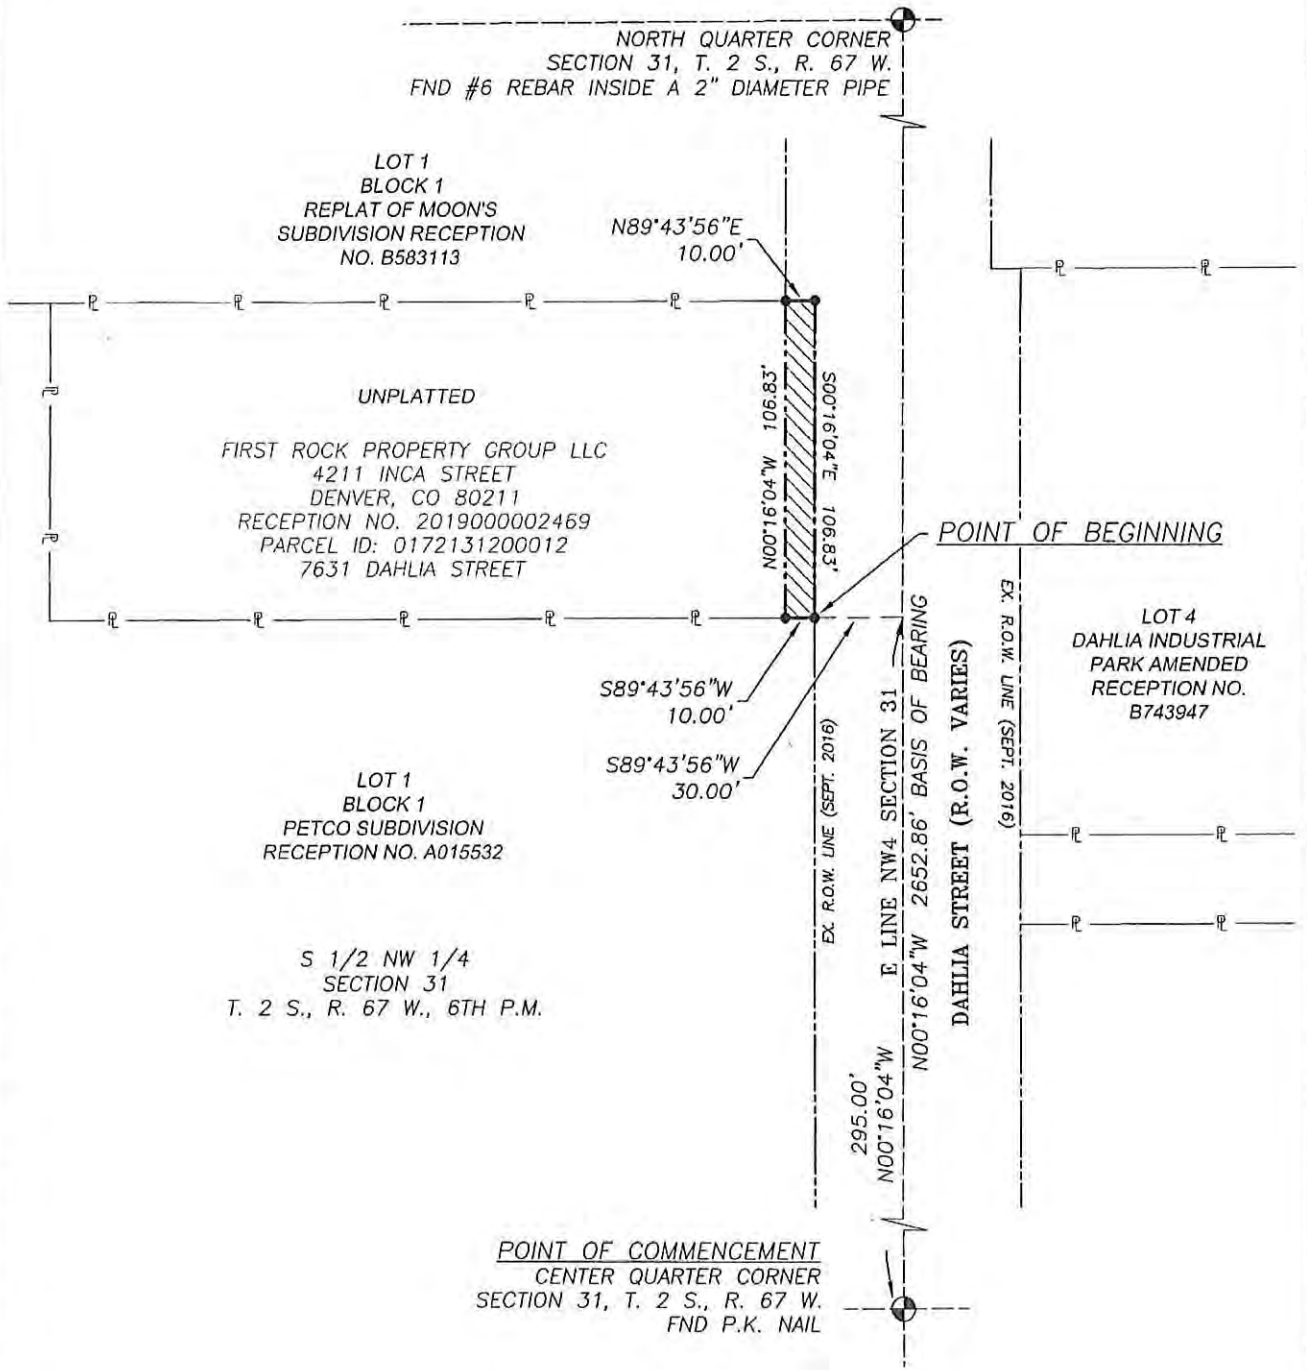 NORTH QUARTER CORNER
SECTION 31, T. 2 S., R. 67 W.
FND #6 REBAR INSIDE A 2" DIAMETER PIPE
LOT 1
BLOCK 1
REPLAT OF MOON'S
SUBDIVISION RECEPTION
NO. B583113
N89°43'56"E
10.00'
UNPLATTED
FIRST ROCK PROPERTY GROUP LLC
4211 INCA STREET
DENVER, CO 80211
RECEPTION NO. 2019000002469
PARCEL ID: 0172131200012
7631 DAHLIA STREET
N00°16'04"W 106.83'
S00°16'04"E 106.83'
POINT OF BEGINNING
S89°43'56"W
10.00'
S89°43'56"W
30.00'
LOT 1
BLOCK 1
PETCO SUBDIVISION
RECEPTION NO. A015532
S 1/2 NW 1/4
SECTION 31
T. 2 S., R. 67 W., 6TH P.M.
EX. R.O.W. LINE (SEPT. 2016)
E LINE NW4 SECTION 31
N00°16'04"W 2652.86' BASIS OF BEARING
DAHLIA STREET (R.O.W. VARIES)
EX. R.O.W. LINE (SEPT. 2016)
LOT 4
DAHLIA INDUSTRIAL
PARK AMENDED
RECEPTION NO.
B743947
295.00'
N00°16'04"W
POINT OF COMMENCEMENT
CENTER QUARTER CORNER
SECTION 31, T. 2 S., R. 67 W.
FND P.K. NAIL